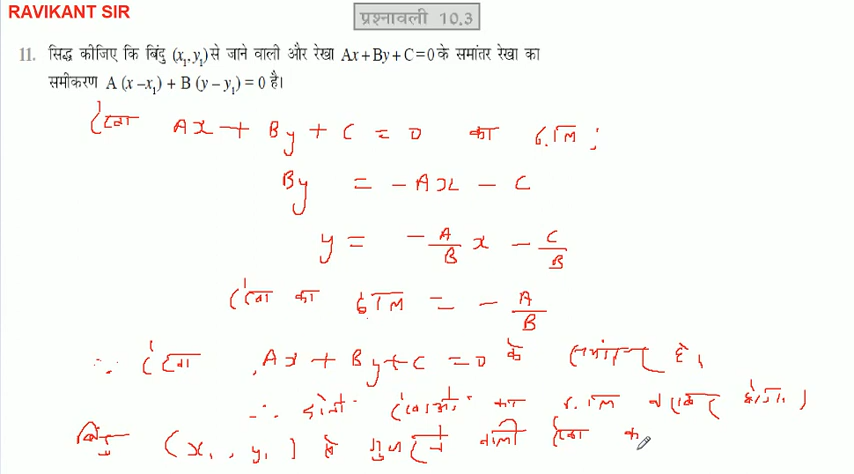 RAVIKANT SIR
प्रश्नावली 10.3
11. सिद्ध कीजिए कि बिंदु (x₁, y₁) से जाने वाली और रेखा Ax + By + C = 0 के समांतर रेखा का
समीकरण A (x –x₁) + B (y – y₁) = 0 है।
रेखा Ax + By + C = 0 का ढाल ;
By = - Ax - C
y = - A/B x - C/B
रेखा का ढाल = - A/B
∵ रेखा , Ax + By + C = 0 के समांतर है।
∴ दोनों रेखाओं का ढाल बराबर होगा।
बिंदु (x₁, y₁) से गुजरने वाली रेखा क